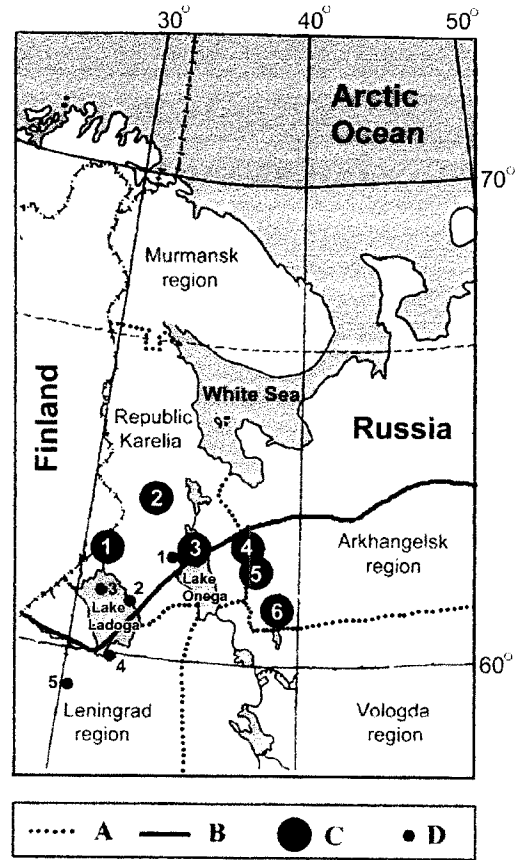 30° 40° 50°
Arctic
Ocean
70°
Murmansk
region
White Sea
Finland
Republic
Karelia
Russia
2
1
1 3 4
Arkhangelsk
region
5
Lake
Onega
3 2
Lake
Ladoga
6
4
60°
5
Leningrad
region
Vologda
region
A B C D